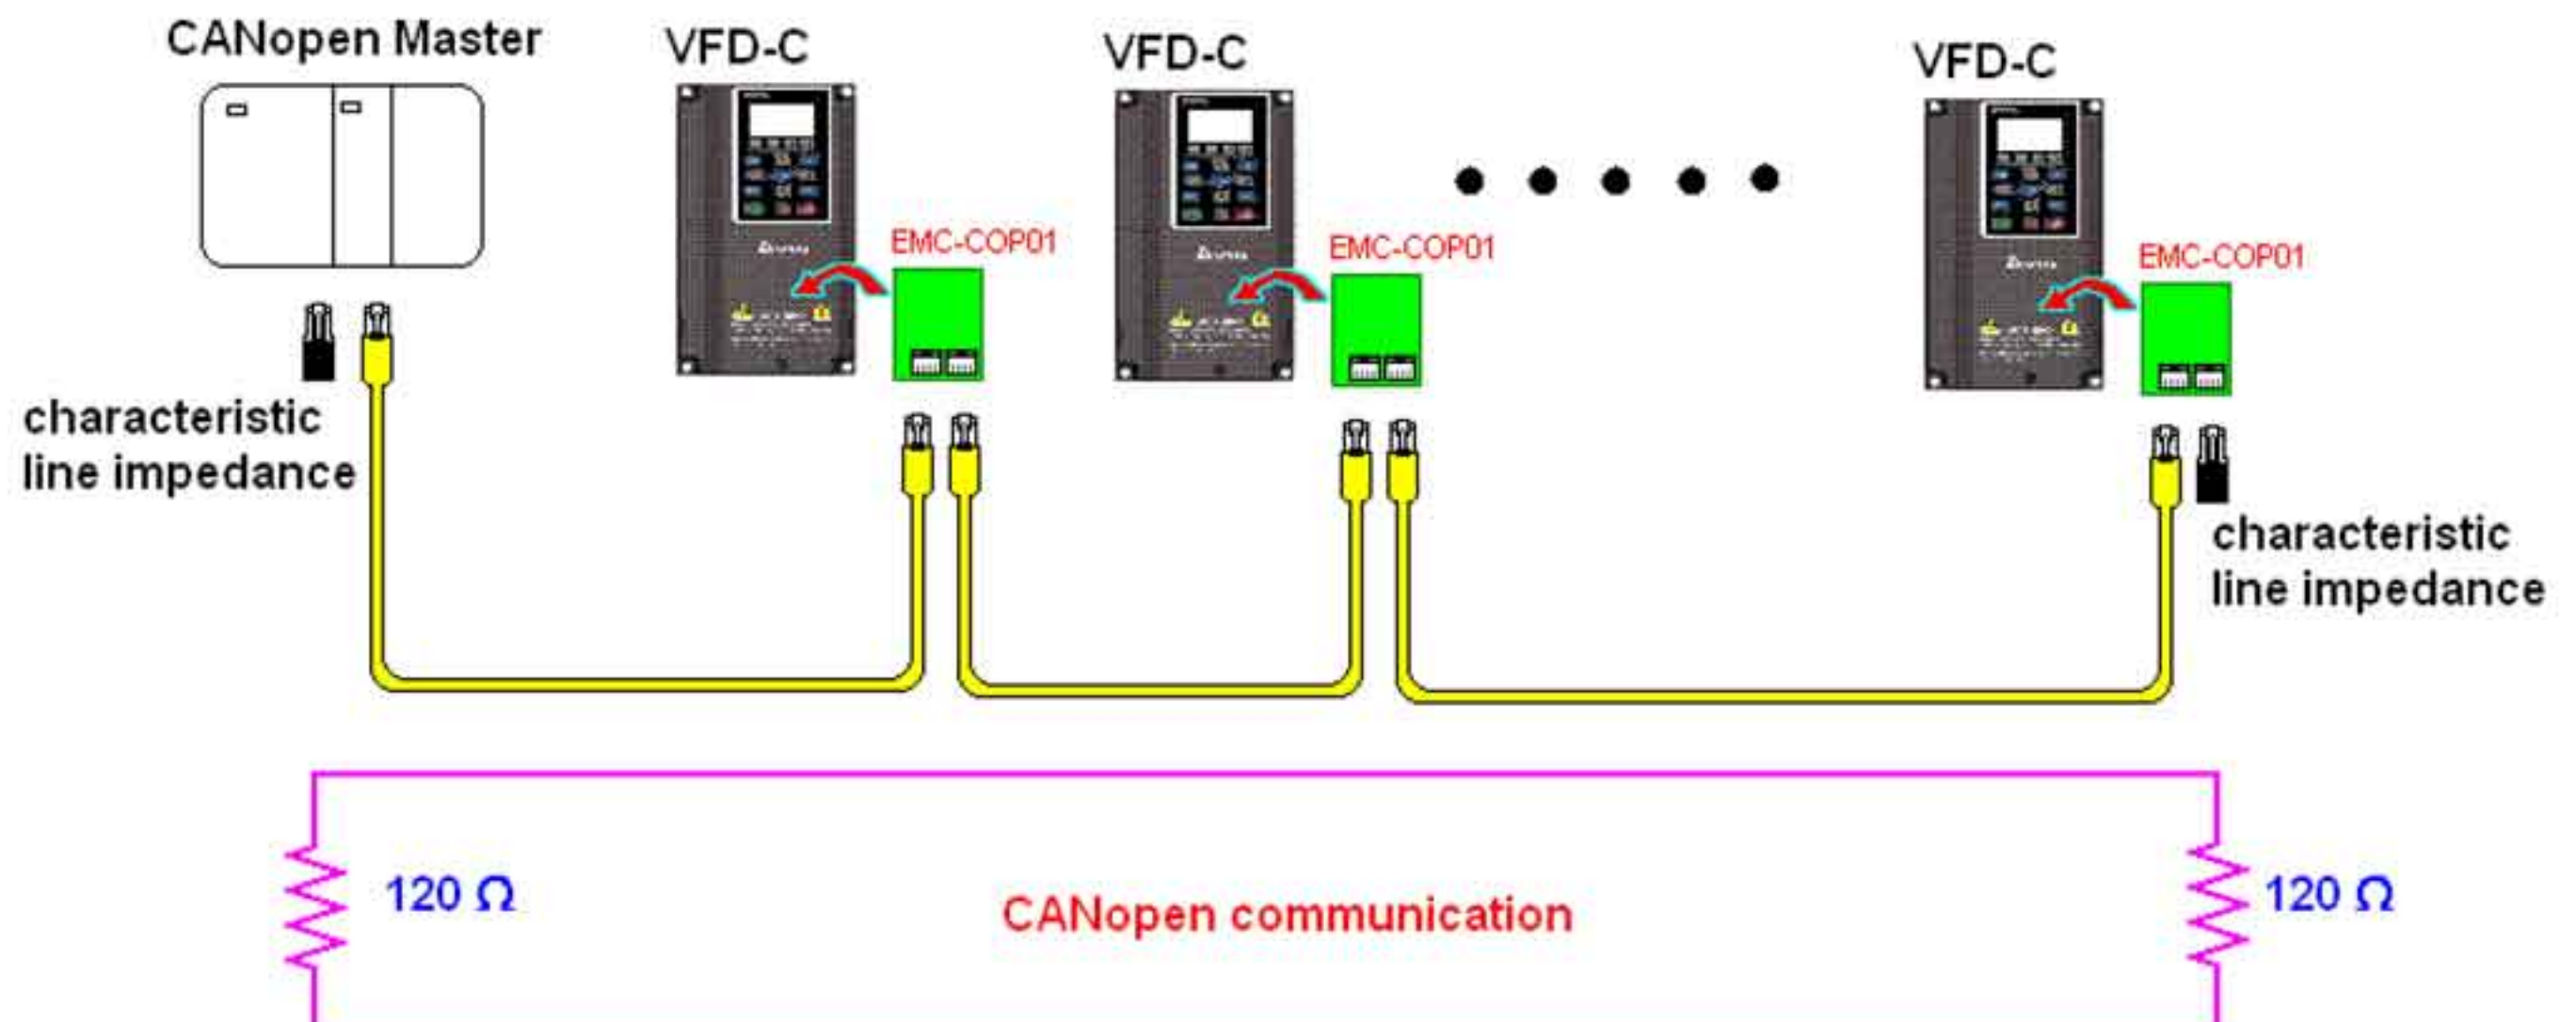 CANopen Master
VFD-C
VFD-C
VFD-C
EMC-COP01
EMC-COP01
EMC-COP01
characteristic
line impedance
characteristic
line impedance
120 Ω
CANopen communication
120 Ω